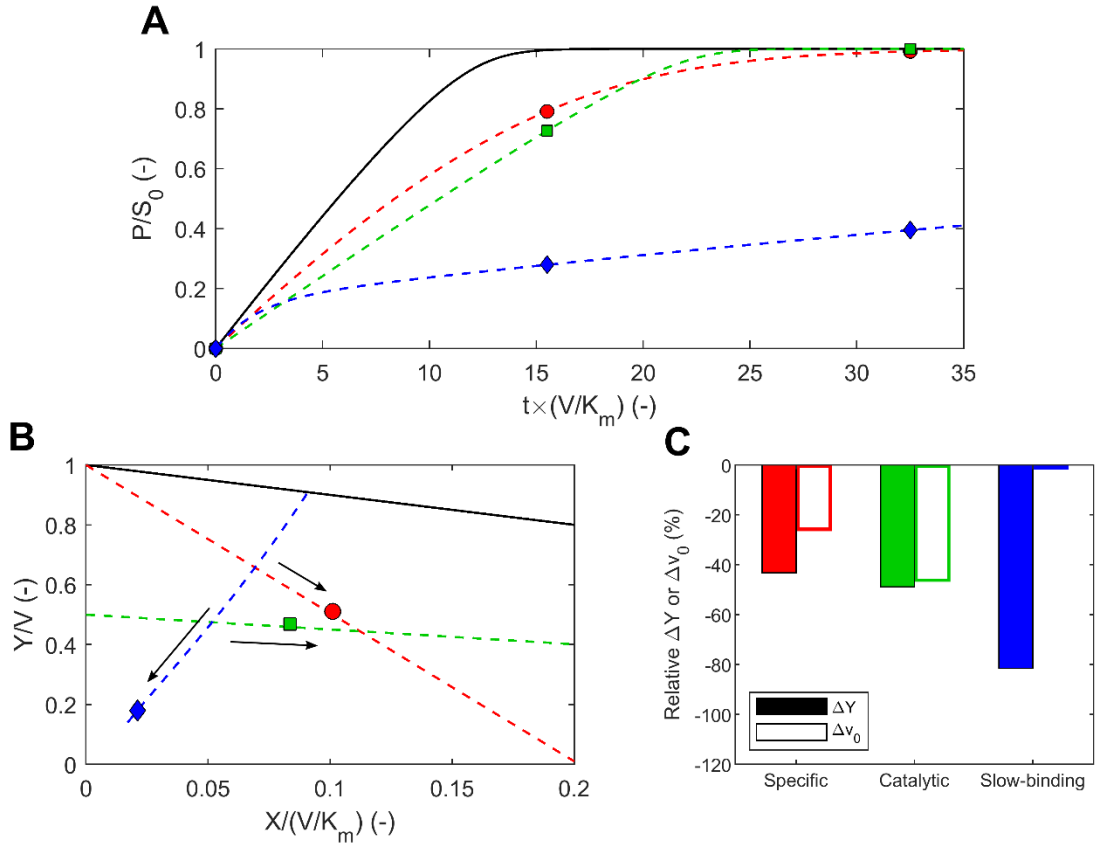 A
1
0.8
0.6
0.4
0.2
0
P/S0 (-)
0 5 10 15 20 25 30 35
t×(V/Km) (-)
B
1
0.8
0.6
0.4
0.2
0
Y/V (-)
0 0.05 0.1 0.15 0.2
X/(V/Km) (-)
C
0
-20
-40
-60
-80
-100
-120
Relative ΔY or Δv0 (%)
ΔY
Δv0
Specific Catalytic Slow-binding